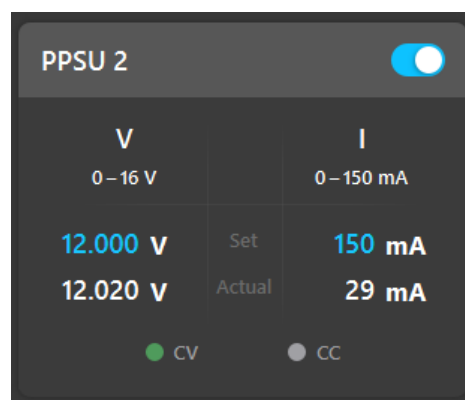 PPSU 2
V I
0–16 V 0–150 mA
12.000 V Set 150 mA
12.020 V Actual 29 mA
CV CC